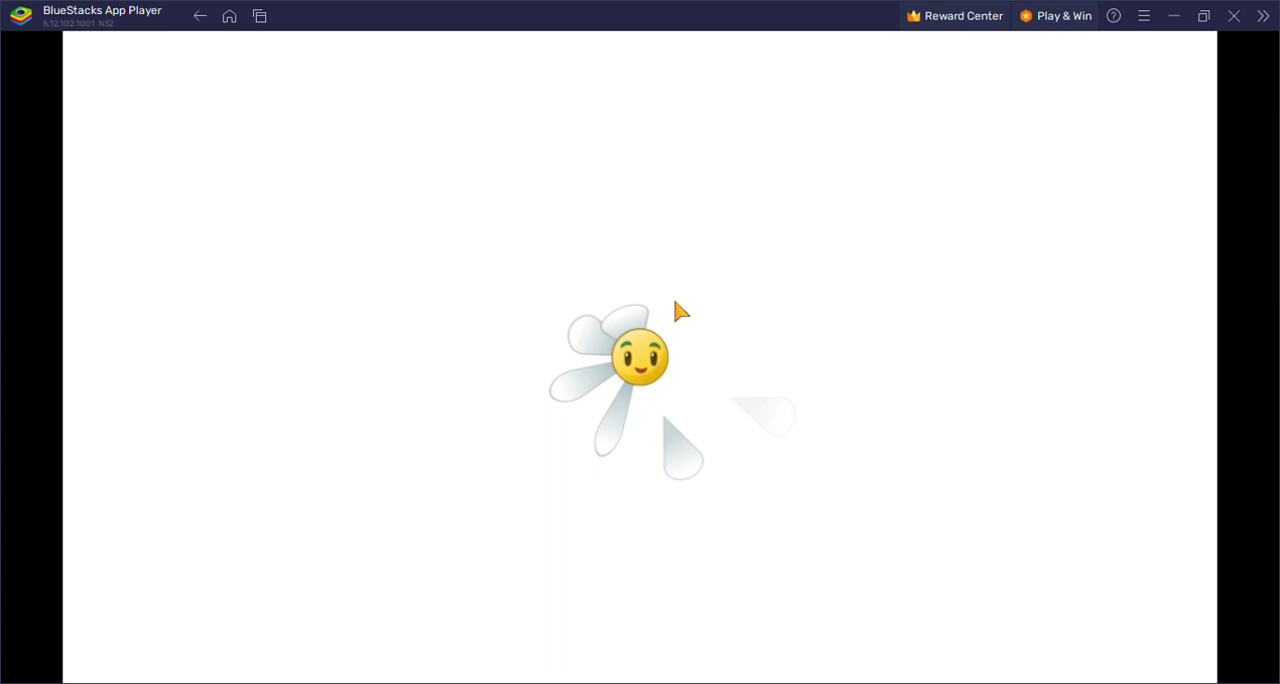 BlueStacks App Player
5.12.102.1001 N32
Reward Center
Play & Win